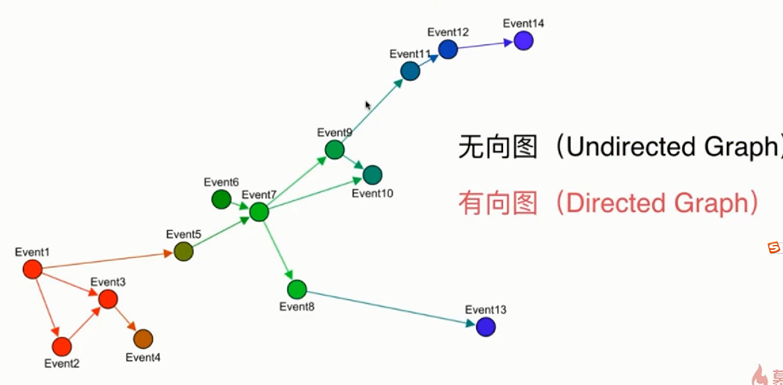 Event14
Event12
Event11
Event9
Event10
Event6
Event7
Event5
Event1
Event3
Event2
Event4
Event8
Event13
无向图（Undirected Graph）
有向图（Directed Graph）